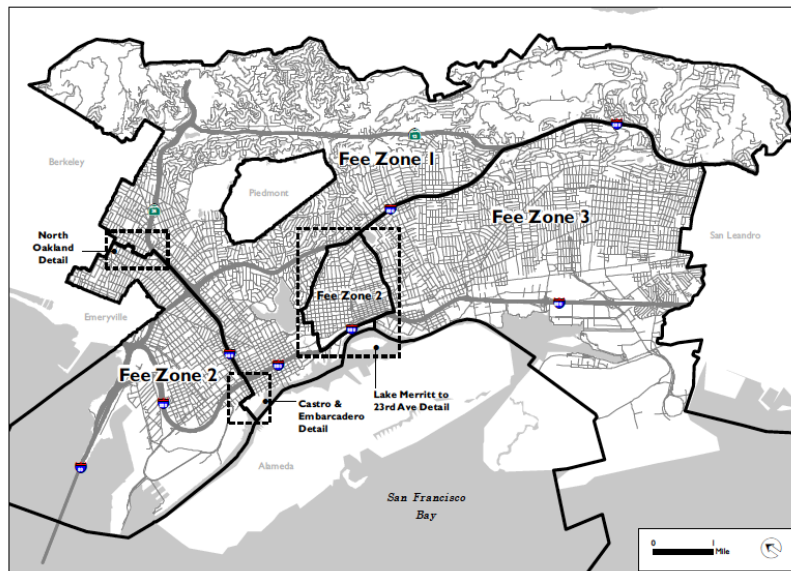 Berkeley
Fee Zone 1
Piedmont
Fee Zone 3
North
Oakland
Detail
San Leandro
Fee Zone 2
Emeryville
Fee Zone 2
Castro &
Embarcadero
Detail
Lake Merritt to
23rd Ave Detail
Alameda
San Francisco
Bay
0 1
Mile